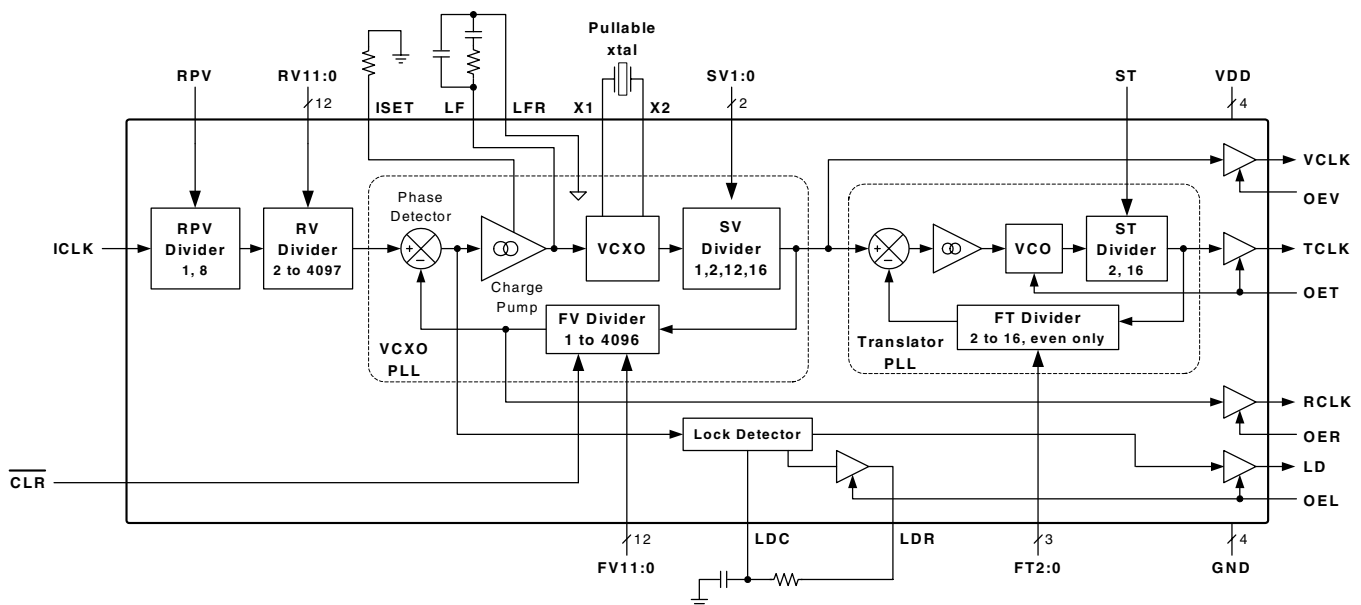 Pullable
xtal
RPV
RV11:0
SV1:0
ST
VDD
12
ISET
LF
LFR
X1
X2
2
4
VCLK
OEV
Phase
Detector
RPV
Divider
1, 8
RV
Divider
2 to 4097
+
–
VCXO
SV
Divider
1,2,12,16
+
–
VCO
ST
Divider
2, 16
ICLK
TCLK
OET
Charge
Pump
FV Divider
1 to 4096
FT Divider
2 to 16, even only
VCXO
PLL
Translator
PLL
RCLK
OER
Lock Detector
LD
OEL
CLR
12
LDC
LDR
3
4
FV11:0
FT2:0
GND